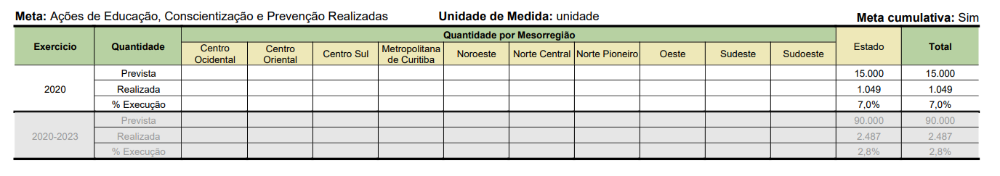 Meta: Ações de Educação, Conscientização e Prevenção Realizadas Unidade de Medida: unidade Meta cumulativa: Sim
Exercicio Quantidade Quantidade por Mesorregião Estado Total
Centro Ocidental Centro Oriental Centro Sul Metropolitana de Curitiba Noroeste Norte Central Norte Pioneiro Oeste Sudeste Sudoeste
2020 Prevista 15.000 15.000
Realizada 1.049 1.049
% Execução 7,0% 7,0%
2020-2023 Prevista 90.000 90.000
Realizada 2.487 2.487
% Execução 2,8% 2,8%